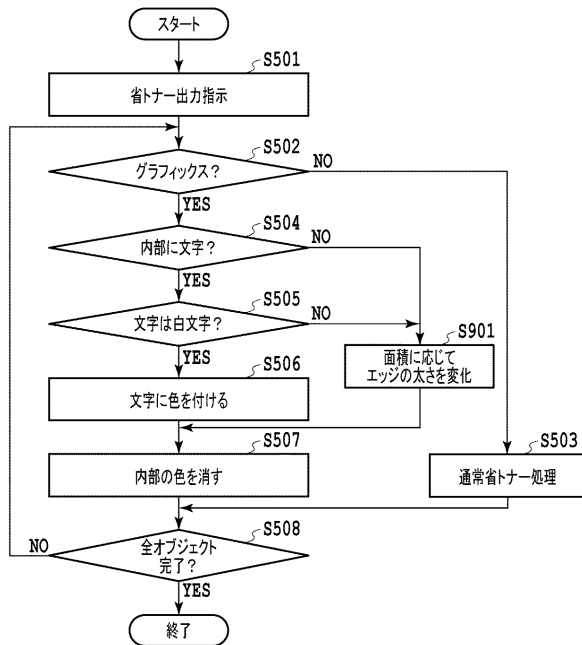 スタート
S501
省トナー出力指示
S502
グラフィックス?
NO
YES
S504
内部に文字?
NO
YES
S505
文字は白文字?
NO
YES
S901
面積に応じて
エッジの太さを変化
S506
文字に色を付ける
S507
内部の色を消す
S503
通常省トナー処理
S508
全オブジェクト
完了?
NO
YES
終了